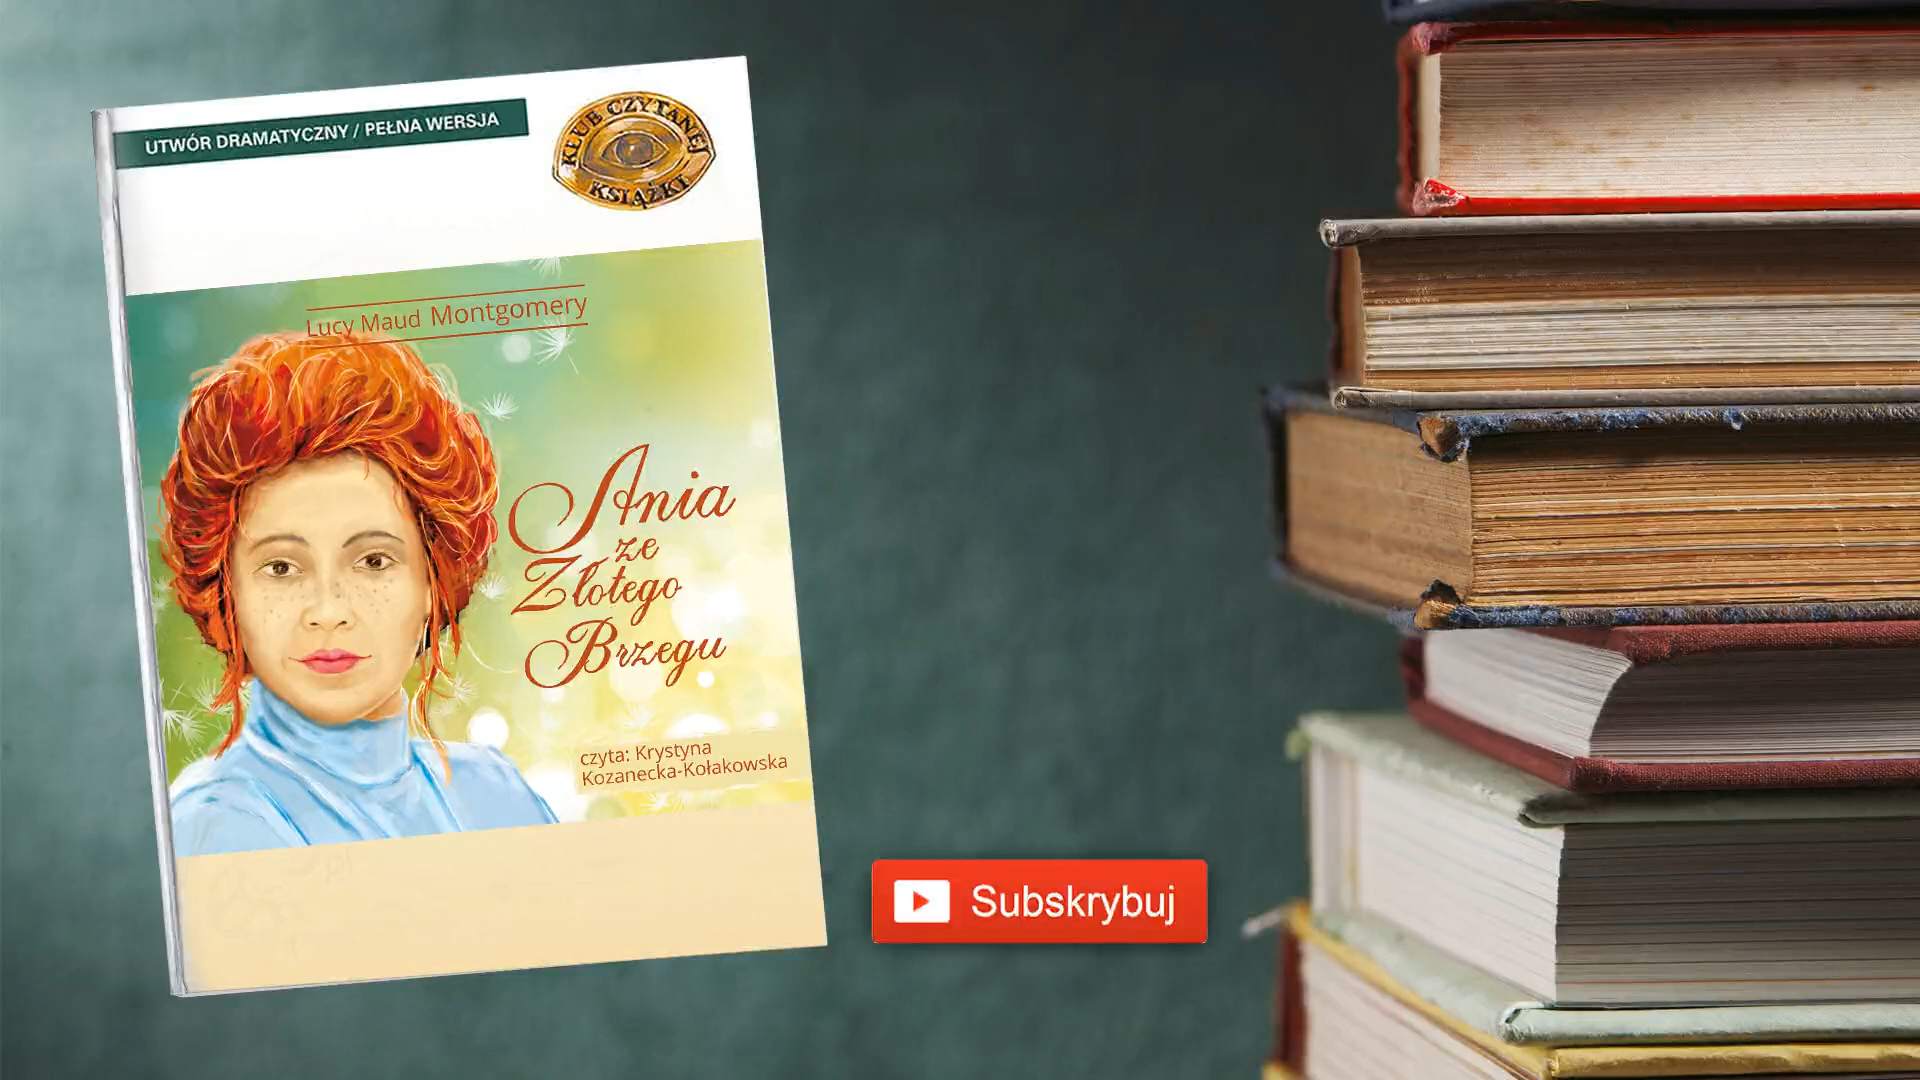 UTWÓR DRAMATYCZNY / PEŁNA WERSJA
KLUB CZYTANEJ
KSIĄŻKI
Lucy Maud Montgomery
Ania
ze
Złotego
Brzegu
czyta: Krystyna
Kozanecka-Kołakowska
Subskrybuj